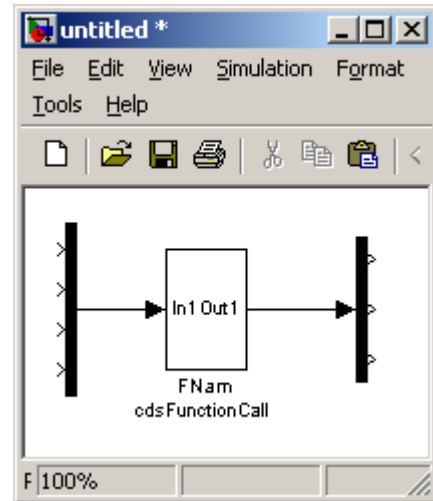 untitled *
File Edit View Simulation Format
Tools Help
In1 Out1
FNam
cdsFunctionCall
F 100%